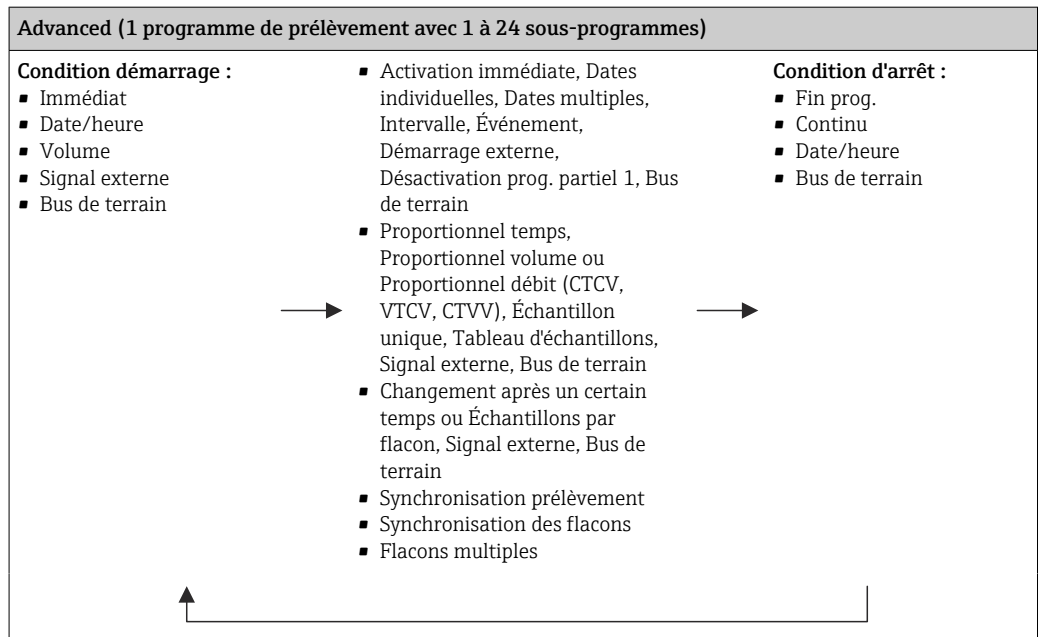 Advanced (1 programme de prélèvement avec 1 à 24 sous-programmes)
Condition démarrage :
▪ Immédiat
▪ Date/heure
▪ Volume
▪ Signal externe
▪ Bus de terrain
▪ Activation immédiate, Dates
individuelles, Dates multiples,
Intervalle, Événement,
Démarrage externe,
Désactivation prog. partiel 1, Bus
de terrain
▪ Proportionnel temps,
Proportionnel volume ou
Proportionnel débit (CTCV,
VTCV, CTVV), Échantillon
unique, Tableau d'échantillons,
Signal externe, Bus de terrain
▪ Changement après un certain
temps ou Échantillons par
flacon, Signal externe, Bus de
terrain
▪ Synchronisation prélèvement
▪ Synchronisation des flacons
▪ Flacons multiples
Condition d'arrêt :
▪ Fin prog.
▪ Continu
▪ Date/heure
▪ Bus de terrain